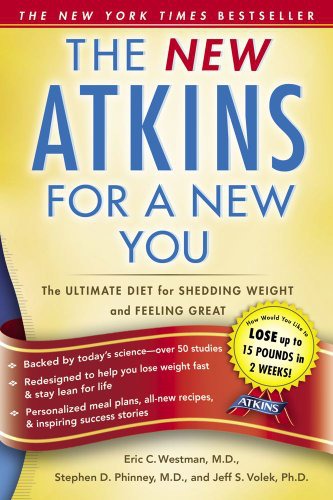 THE NEW YORK TIMES BESTSELLER
THE NEW
ATKINS
FOR A NEW
YOU
The ULTIMATE DIET for SHEDDING WEIGHT
and FEELING GREAT
How Would You Like to
LOSE up to
15 POUNDS in
2 WEEKS!
ATKINS
Backed by today's science—over 50 studies
Redesigned to help you lose weight fast
& stay lean for life
Personalized meal plans, all-new recipes,
& inspiring success stories
Eric C. Westman, M.D.,
Stephen D. Phinney, M.D., and Jeff S. Volek, Ph.D.